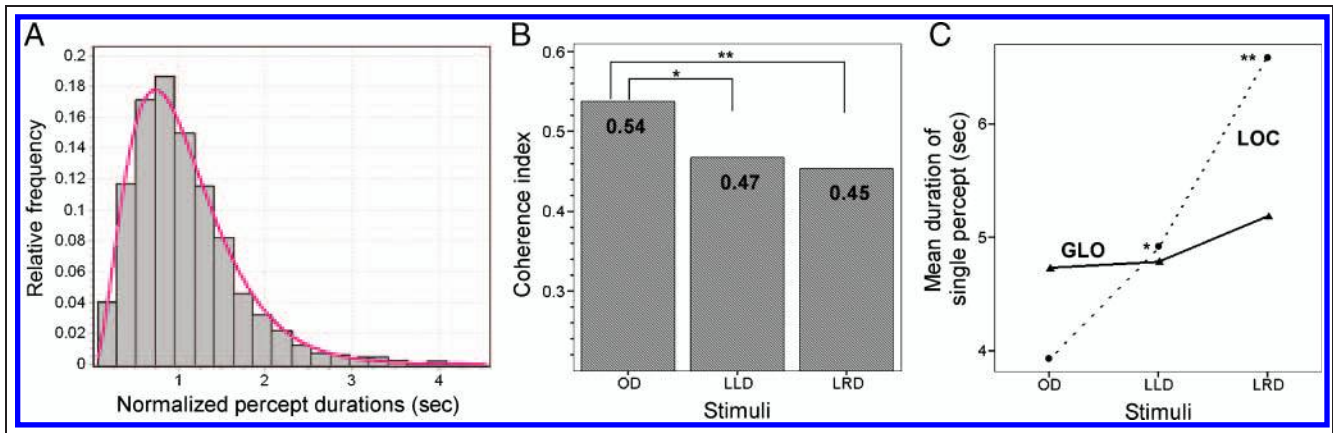 A
Relative frequency
0.2
0.18
0.16
0.14
0.12
0.10
0.08
0.06
0.04
0.02
0
1 2 3 4
Normalized percept durations (sec)
B
Coherence index
0.6
0.5
0.4
0.3
**
*
0.54
0.47
0.45
OD LLD LRD
Stimuli
C
Mean duration of
single percept (sec)
6
5
4
**
LOC
GLO
*
OD LLD LRD
Stimuli